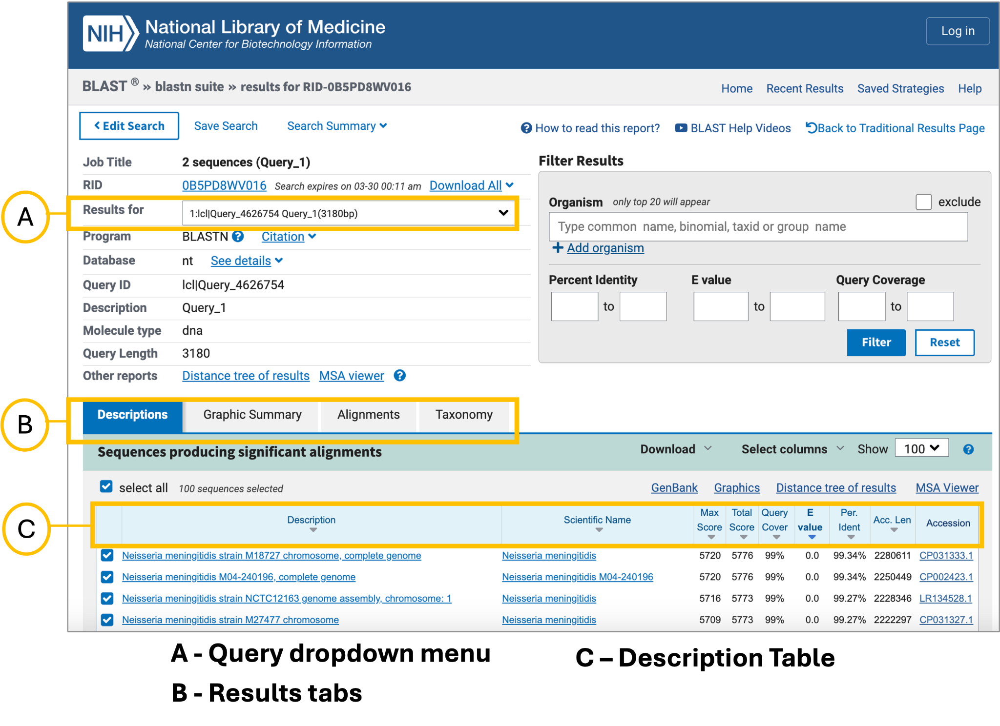 NIH National Library of Medicine
National Center for Biotechnology Information
Log in
BLAST ® » blastn suite » results for RID-0B5PD8WV016
Home Recent Results Saved Strategies Help
Edit Search Save Search Search Summary
How to read this report? BLAST Help Videos Back to Traditional Results Page
Job Title 2 sequences (Query_1)
RID 0B5PD8WV016 Search expires on 03-30 00:11 am Download All
A
Results for 1:lcl|Query_4626754 Query_1(3180bp)
Program BLASTN ? Citation
Database nt See details
Query ID lcl|Query_4626754
Description Query_1
Molecule type dna
Query Length 3180
Other reports Distance tree of results MSA viewer ?
Filter Results
Organism only top 20 will appear exclude
Type common name, binomial, taxid or group name
+ Add organism
Percent Identity E value Query Coverage
to to to
Filter Reset
B
Descriptions Graphic Summary Alignments Taxonomy
Sequences producing significant alignments Download Select columns Show 100 ?
select all 100 sequences selected GenBank Graphics Distance tree of results MSA Viewer
C
Description Scientific Name Max Score Total Score Query Cover E value Per. Ident Acc. Len Accession
Neisseria meningitidis strain M18727 chromosome, complete genome Neisseria meningitidis 5720 5776 99% 0.0 99.34% 2280611 CP031333.1
Neisseria meningitidis M04-240196, complete genome Neisseria meningitidis M04-240196 5720 5776 99% 0.0 99.34% 2250449 CP002423.1
Neisseria meningitidis strain NCTC12163 genome assembly, chromosome: 1 Neisseria meningitidis 5716 5773 99% 0.0 99.27% 2228346 LR134528.1
Neisseria meningitidis strain M27477 chromosome Neisseria meningitidis 5709 5773 99% 0.0 99.27% 2222297 CP031327.1
A - Query dropdown menu
B - Results tabs
C – Description Table